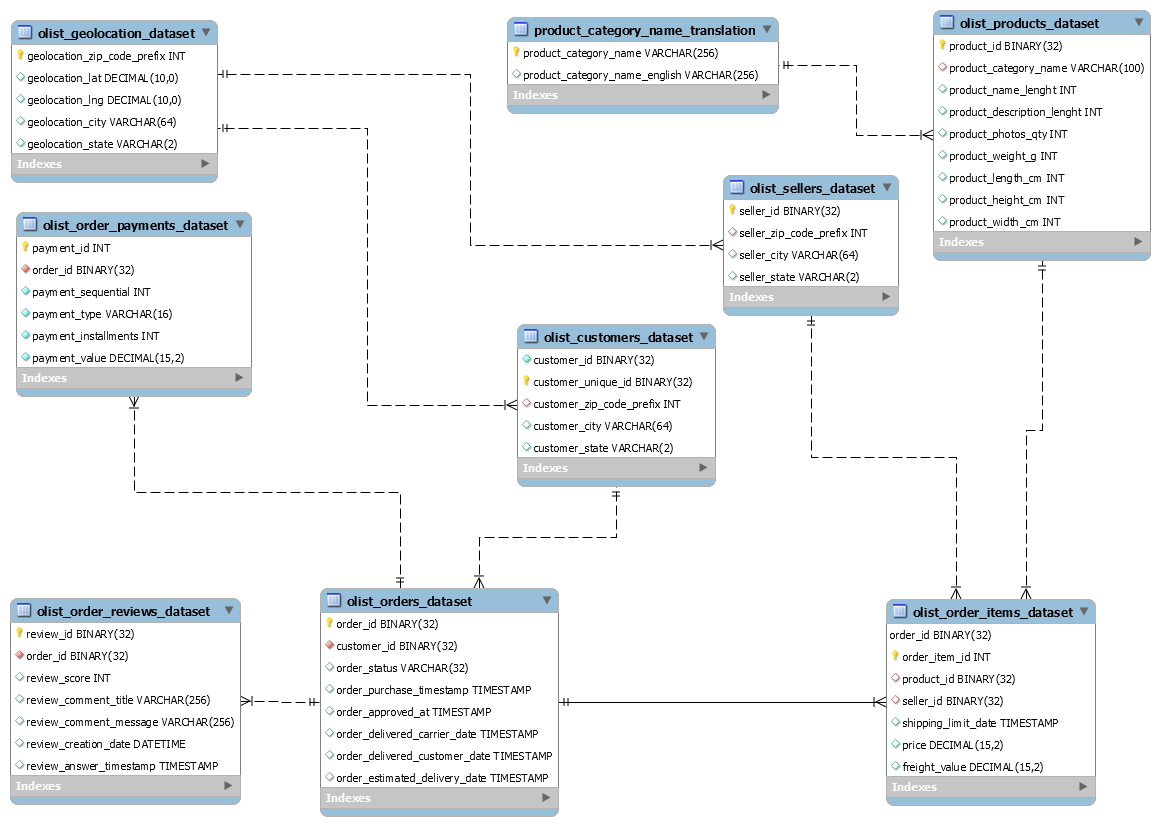 olist_geolocation_dataset
geolocation_zip_code_prefix INT
geolocation_lat DECIMAL(10,0)
geolocation_lng DECIMAL(10,0)
geolocation_city VARCHAR(64)
geolocation_state VARCHAR(2)
Indexes
product_category_name_translation
product_category_name VARCHAR(256)
product_category_name_english VARCHAR(256)
Indexes
olist_products_dataset
product_id BINARY(32)
product_category_name VARCHAR(100)
product_name_lenght INT
product_description_lenght INT
product_photos_qty INT
product_weight_g INT
product_length_cm INT
product_height_cm INT
product_width_cm INT
Indexes
olist_sellers_dataset
seller_id BINARY(32)
seller_zip_code_prefix INT
seller_city VARCHAR(64)
seller_state VARCHAR(2)
Indexes
olist_order_payments_dataset
payment_id INT
order_id BINARY(32)
payment_sequential INT
payment_type VARCHAR(16)
payment_installments INT
payment_value DECIMAL(15,2)
Indexes
olist_customers_dataset
customer_id BINARY(32)
customer_unique_id BINARY(32)
customer_zip_code_prefix INT
customer_city VARCHAR(64)
customer_state VARCHAR(2)
Indexes
olist_order_reviews_dataset
review_id BINARY(32)
order_id BINARY(32)
review_score INT
review_comment_title VARCHAR(256)
review_comment_message VARCHAR(256)
review_creation_date DATETIME
review_answer_timestamp TIMESTAMP
Indexes
olist_orders_dataset
order_id BINARY(32)
customer_id BINARY(32)
order_status VARCHAR(32)
order_purchase_timestamp TIMESTAMP
order_approved_at TIMESTAMP
order_delivered_carrier_date TIMESTAMP
order_delivered_customer_date TIMESTAMP
order_estimated_delivery_date TIMESTAMP
Indexes
olist_order_items_dataset
order_id BINARY(32)
order_item_id INT
product_id BINARY(32)
seller_id BINARY(32)
shipping_limit_date TIMESTAMP
price DECIMAL(15,2)
freight_value DECIMAL(15,2)
Indexes